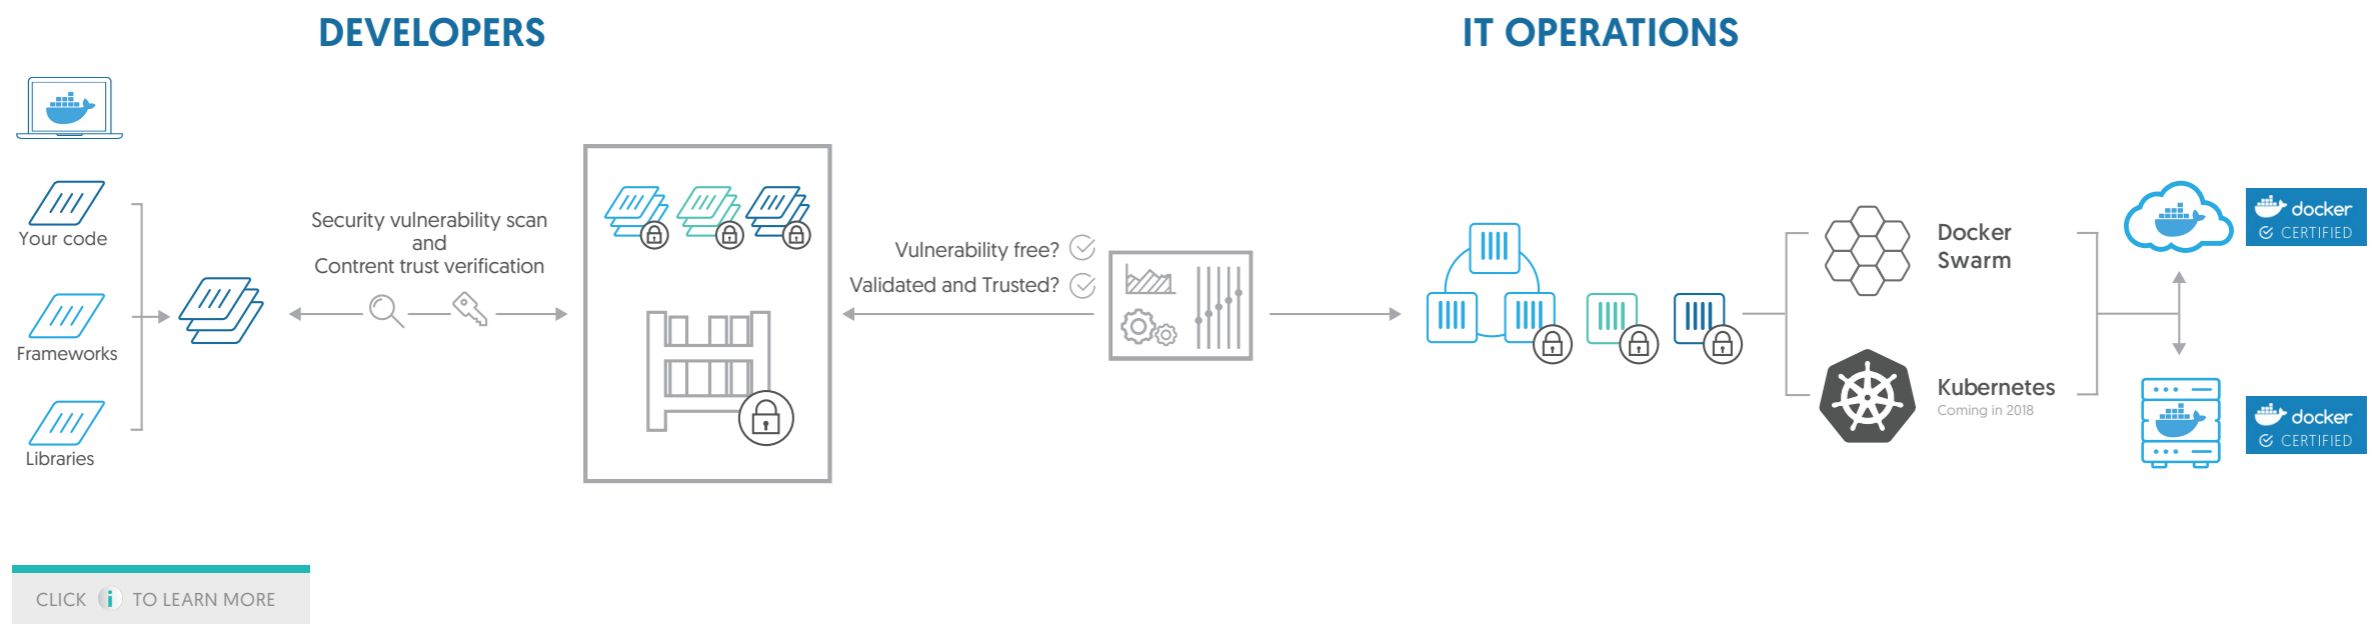 DEVELOPERS
IT OPERATIONS
Your code
Frameworks
Libraries
Security vulnerability scan
and
Contrent trust verification
Vulnerability free?
Validated and Trusted?
Docker
Swarm
Kubernetes
Coming in 2018
docker
CERTIFIED
docker
CERTIFIED
CLICK i TO LEARN MORE